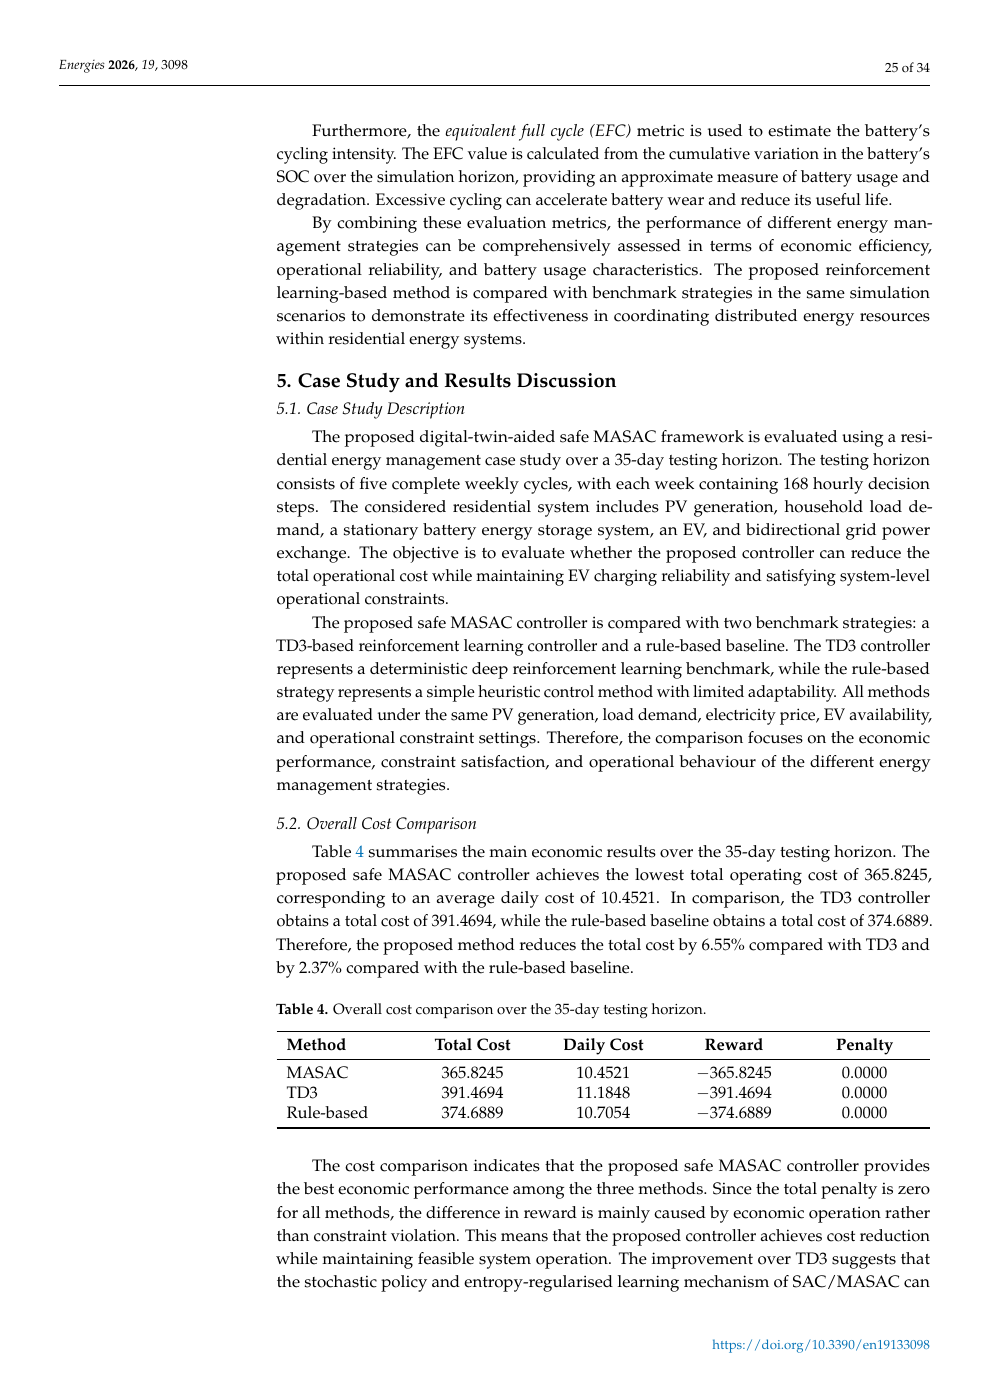 Energies 2026, 19, 3098
25 of 34
Furthermore, the equivalent full cycle (EFC) metric is used to estimate the battery's
cycling intensity. The EFC value is calculated from the cumulative variation in the battery's
SOC over the simulation horizon, providing an approximate measure of battery usage and
degradation. Excessive cycling can accelerate battery wear and reduce its useful life.
By combining these evaluation metrics, the performance of different energy man-
agement strategies can be comprehensively assessed in terms of economic efficiency,
operational reliability, and battery usage characteristics. The proposed reinforcement
learning-based method is compared with benchmark strategies in the same simulation
scenarios to demonstrate its effectiveness in coordinating distributed energy resources
within residential energy systems.
5. Case Study and Results Discussion
5.1. Case Study Description
The proposed digital-twin-aided safe MASAC framework is evaluated using a resi-
dential energy management case study over a 35-day testing horizon. The testing horizon
consists of five complete weekly cycles, with each week containing 168 hourly decision
steps. The considered residential system includes PV generation, household load de-
mand, a stationary battery energy storage system, an EV, and bidirectional grid power
exchange. The objective is to evaluate whether the proposed controller can reduce the
total operational cost while maintaining EV charging reliability and satisfying system-level
operational constraints.
The proposed safe MASAC controller is compared with two benchmark strategies: a
TD3-based reinforcement learning controller and a rule-based baseline. The TD3 controller
represents a deterministic deep reinforcement learning benchmark, while the rule-based
strategy represents a simple heuristic control method with limited adaptability. All methods
are evaluated under the same PV generation, load demand, electricity price, EV availability,
and operational constraint settings. Therefore, the comparison focuses on the economic
performance, constraint satisfaction, and operational behaviour of the different energy
management strategies.
5.2. Overall Cost Comparison
Table 4 summarises the main economic results over the 35-day testing horizon. The
proposed safe MASAC controller achieves the lowest total operating cost of 365.8245,
corresponding to an average daily cost of 10.4521. In comparison, the TD3 controller
obtains a total cost of 391.4694, while the rule-based baseline obtains a total cost of 374.6889.
Therefore, the proposed method reduces the total cost by 6.55% compared with TD3 and
by 2.37% compared with the rule-based baseline.
Table 4. Overall cost comparison over the 35-day testing horizon.
Method Total Cost Daily Cost Reward Penalty
MASAC 365.8245 10.4521 −365.8245 0.0000
TD3 391.4694 11.1848 −391.4694 0.0000
Rule-based 374.6889 10.7054 −374.6889 0.0000
The cost comparison indicates that the proposed safe MASAC controller provides
the best economic performance among the three methods. Since the total penalty is zero
for all methods, the difference in reward is mainly caused by economic operation rather
than constraint violation. This means that the proposed controller achieves cost reduction
while maintaining feasible system operation. The improvement over TD3 suggests that
the stochastic policy and entropy-regularised learning mechanism of SAC/MASAC can
https://doi.org/10.3390/en19133098